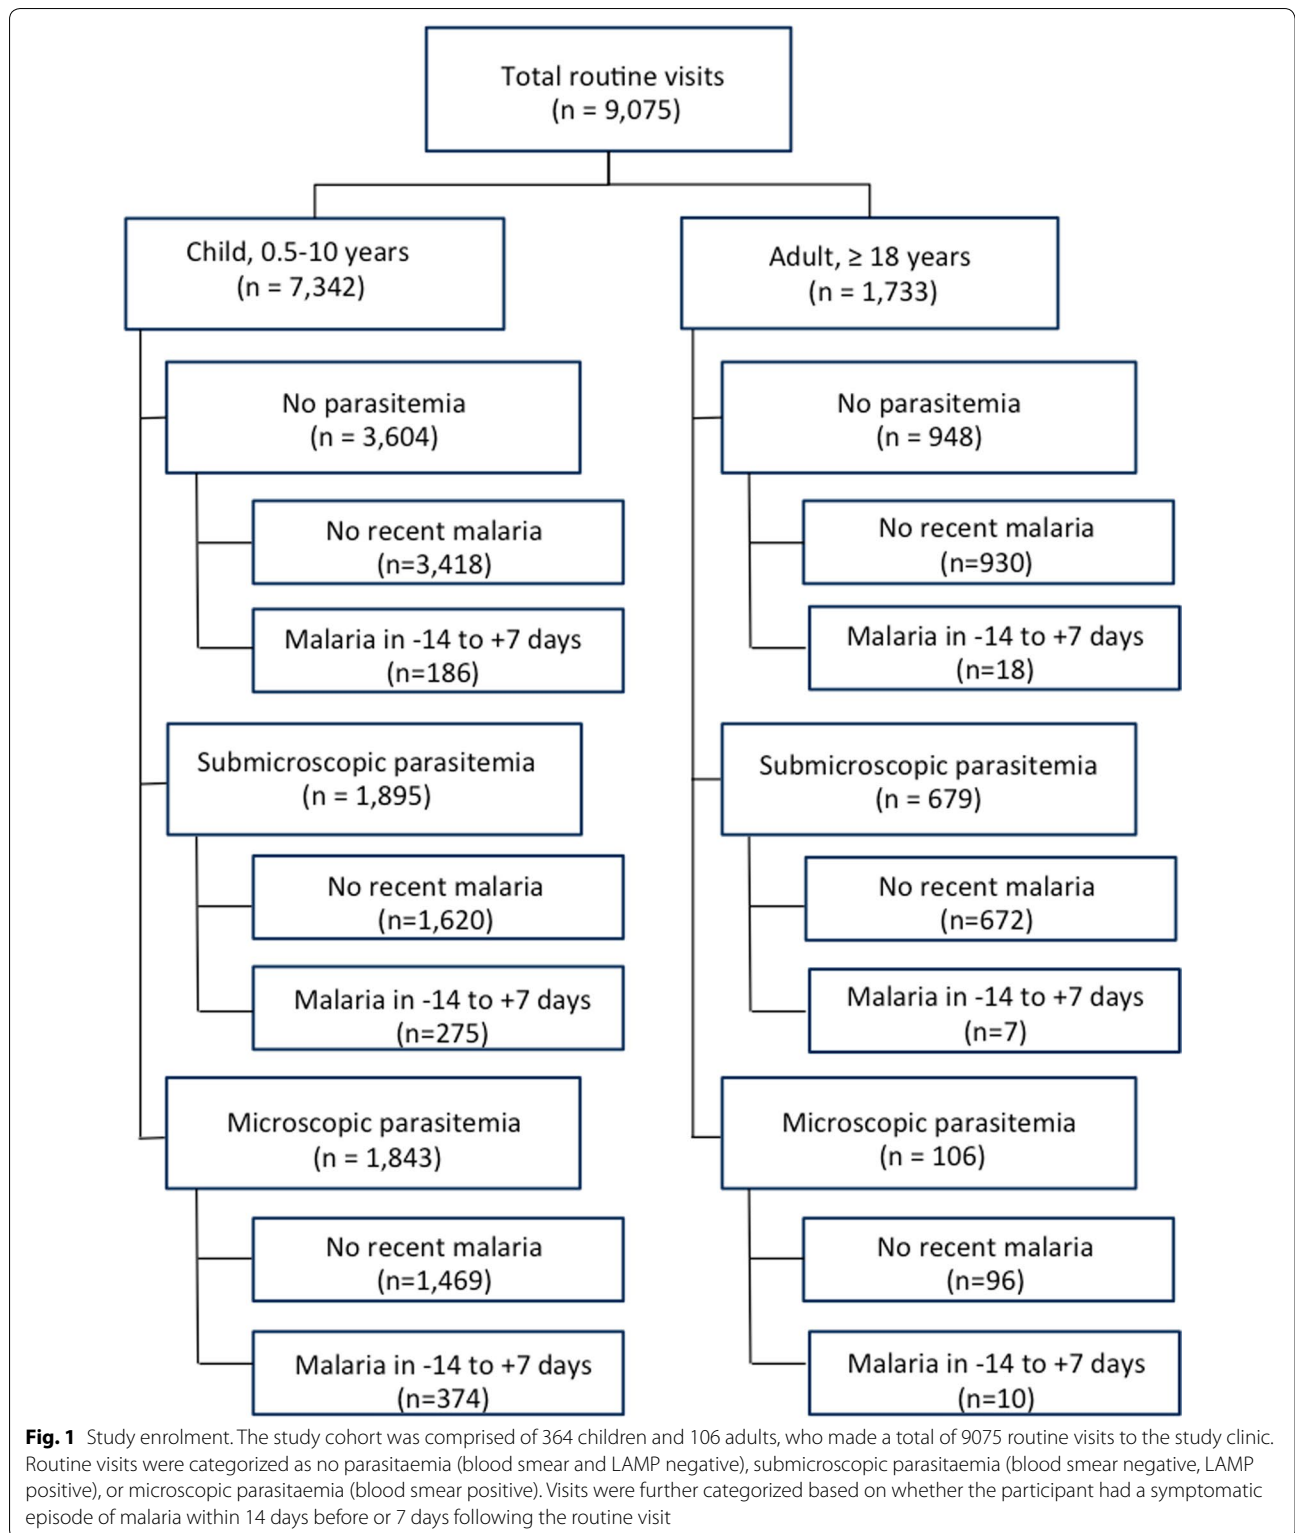 Total routine visits
(n = 9,075)
Child, 0.5-10 years
(n = 7,342)
No parasitemia
(n = 3,604)
No recent malaria
(n=3,418)
Malaria in -14 to +7 days
(n=186)
Submicroscopic parasitemia
(n = 1,895)
No recent malaria
(n=1,620)
Malaria in -14 to +7 days
(n=275)
Microscopic parasitemia
(n = 1,843)
No recent malaria
(n=1,469)
Malaria in -14 to +7 days
(n=374)
Adult, ≥ 18 years
(n = 1,733)
No parasitemia
(n = 948)
No recent malaria
(n=930)
Malaria in -14 to +7 days
(n=18)
Submicroscopic parasitemia
(n = 679)
No recent malaria
(n=672)
Malaria in -14 to +7 days
(n=7)
Microscopic parasitemia
(n = 106)
No recent malaria
(n=96)
Malaria in -14 to +7 days
(n=10)
Fig. 1 Study enrolment. The study cohort was comprised of 364 children and 106 adults, who made a total of 9075 routine visits to the study clinic.
Routine visits were categorized as no parasitaemia (blood smear and LAMP negative), submicroscopic parasitaemia (blood smear negative, LAMP
positive), or microscopic parasitaemia (blood smear positive). Visits were further categorized based on whether the participant had a symptomatic
episode of malaria within 14 days before or 7 days following the routine visit